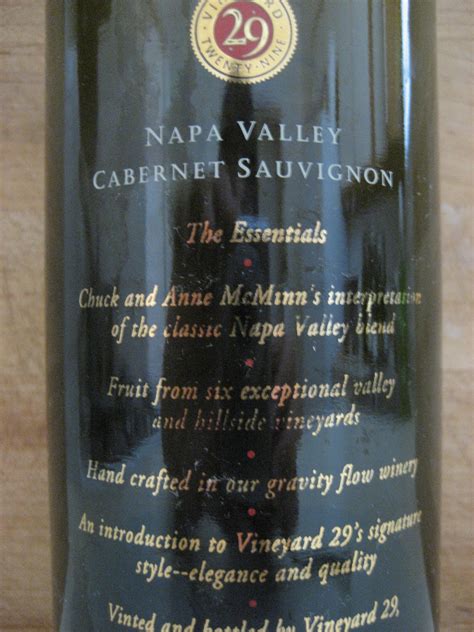 VINEYARD
29
TWENTY-NINE
NAPA VALLEY
CABERNET SAUVIGNON
The Essentials
Chuck and Anne McMinn's interpretation
of the classic Napa Valley blend
Fruit from six exceptional valley
and hillside vineyards
Hand crafted in our gravity flow winery
An introduction to Vineyard 29's signature
style--elegance and quality
Vinted and bottled by Vineyard 29,